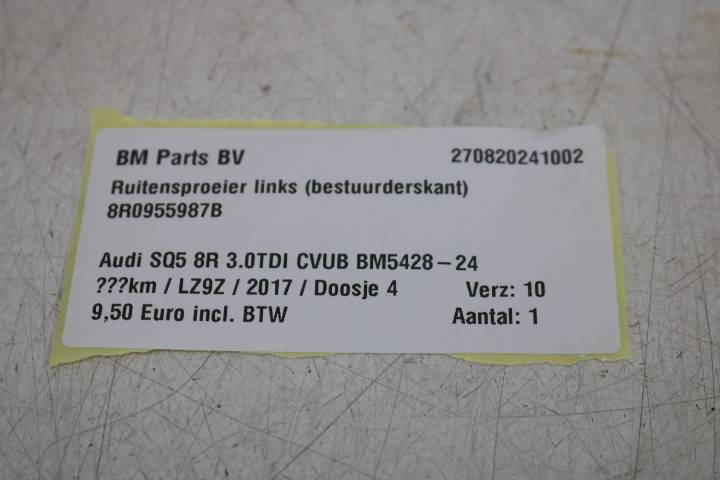 BM Parts BV 270820241002
Ruitensproeier links (bestuurderskant)
8R0955987B
Audi SQ5 8R 3.0TDI CVUB BM5428-24
???km / LZ9Z / 2017 / Doosje 4 Verz: 10
9,50 Euro incl. BTW Aantal: 1